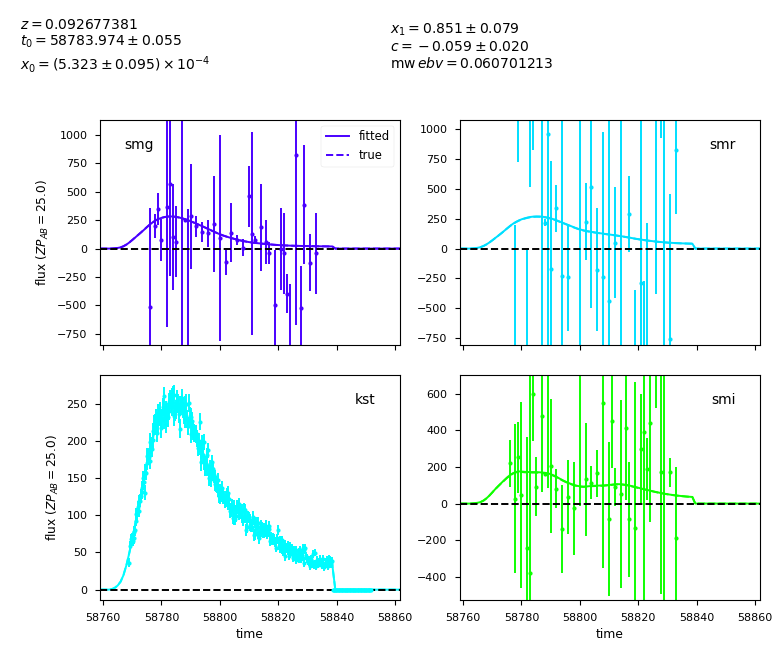 z = 0.092677381
t₀ = 58783.974 ± 0.055
x₀ = (5.323 ± 0.095) × 10⁻⁴
x₁ = 0.851 ± 0.079
c = −0.059 ± 0.020
mw ebv = 0.060701213
smg
fitted
true
1000
750
500
250
0
−250
−500
−750
flux (ZP_AB = 25.0)
smr
1000
750
500
250
0
−250
−500
−750
kst
250
200
150
100
50
0
flux (ZP_AB = 25.0)
58760 58780 58800 58820 58840 58860
time
smi
600
400
200
0
−200
−400
58760 58780 58800 58820 58840 58860
time